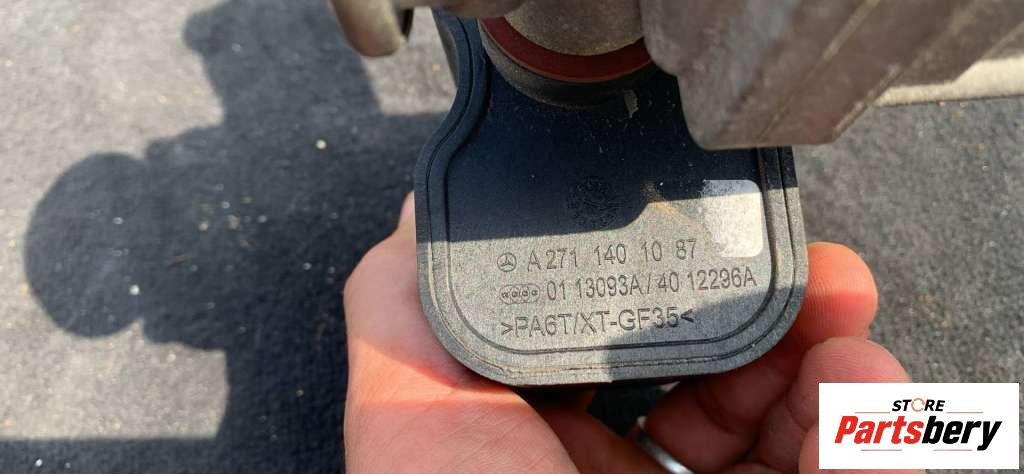 A 271 140 10 87
01 13093A / 40 12296A
>PA6T/XT-GF35<
STORE
Partsbery